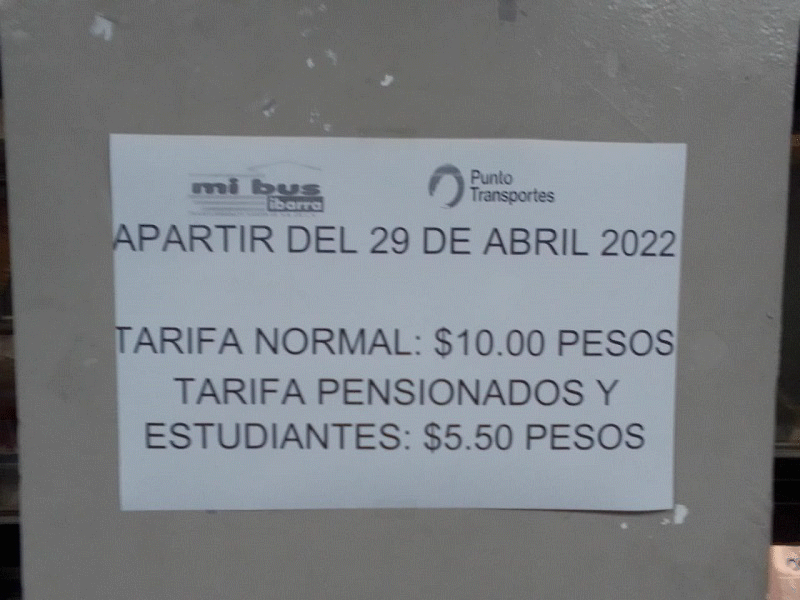 mi bus
ibarra
Punto
Transportes
APARTIR DEL 29 DE ABRIL 2022
TARIFA NORMAL: $10.00 PESOS
TARIFA PENSIONADOS Y
ESTUDIANTES: $5.50 PESOS